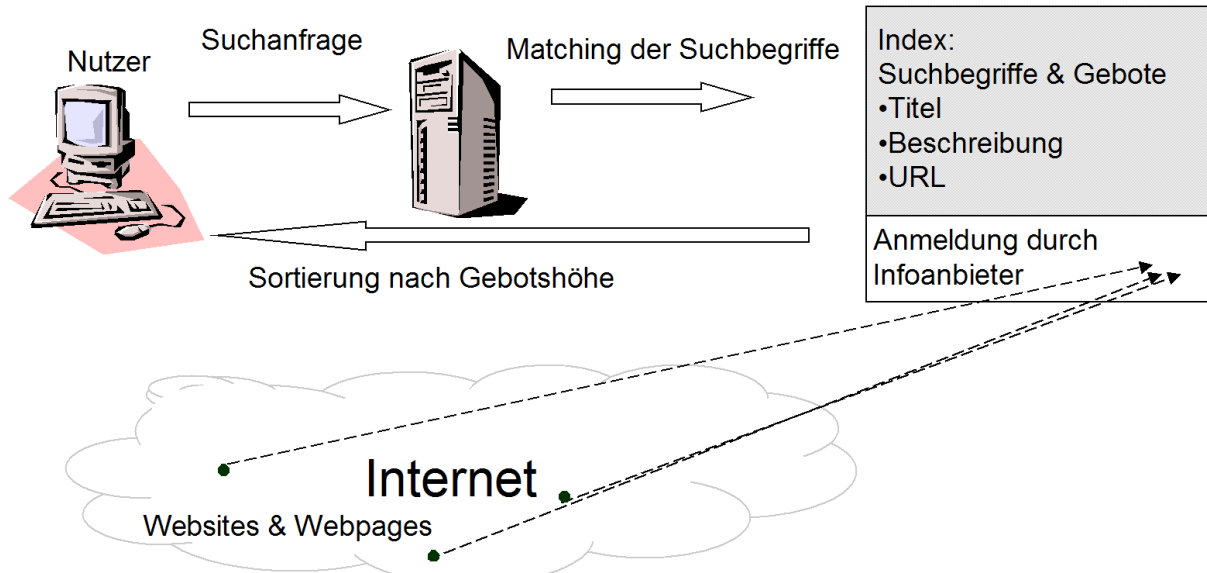 Nutzer
Suchanfrage
Matching der Suchbegriffe
Index:
Suchbegriffe & Gebote
•Titel
•Beschreibung
•URL
Anmeldung durch
Infoanbieter
Sortierung nach Gebotshöhe
Internet
Websites & Webpages